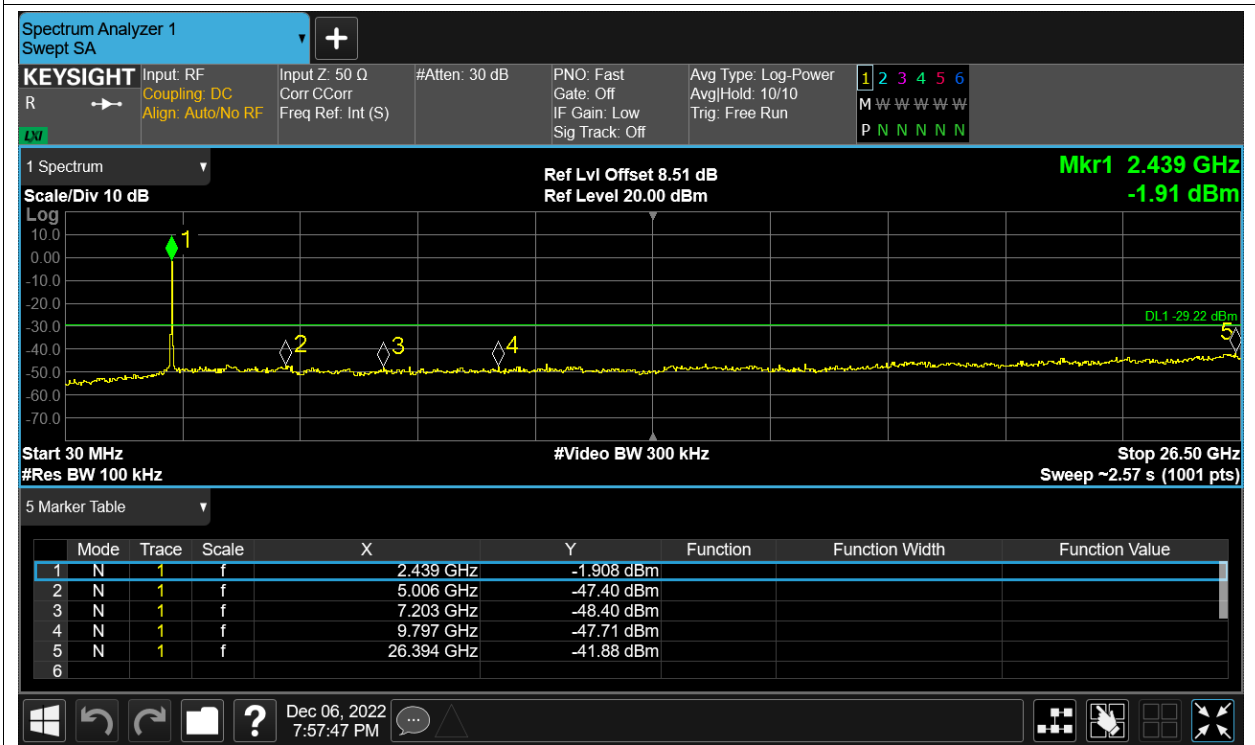 Spectrum Analyzer 1
Swept SA
KEYSIGHT
R
LXI
Input: RF
Coupling: DC
Align: Auto/No RF
Input Z: 50 Ω
Corr CCorr
Freq Ref: Int (S)
#Atten: 30 dB
PNO: Fast
Gate: Off
IF Gain: Low
Sig Track: Off
Avg Type: Log-Power
Avg|Hold: 10/10
Trig: Free Run
1 2 3 4 5 6
M W W W W W
P N N N N N
1 Spectrum
Scale/Div 10 dB
Ref Lvl Offset 8.51 dB
Ref Level 20.00 dBm
Mkr1 2.439 GHz
-1.91 dBm
Log
10.0
0.00
-10.0
-20.0
-30.0
-40.0
-50.0
-60.0
-70.0
1
2
3
4
5
DL1 -29.22 dBm
Start 30 MHz
#Video BW 300 kHz
Stop 26.50 GHz
#Res BW 100 kHz
Sweep ~2.57 s (1001 pts)
5 Marker Table
Mode Trace Scale X Y Function Function Width Function Value
1 N 1 f 2.439 GHz -1.908 dBm
2 N 1 f 5.006 GHz -47.40 dBm
3 N 1 f 7.203 GHz -48.40 dBm
4 N 1 f 9.797 GHz -47.71 dBm
5 N 1 f 26.394 GHz -41.88 dBm
6
?
Dec 06, 2022
7:57:47 PM